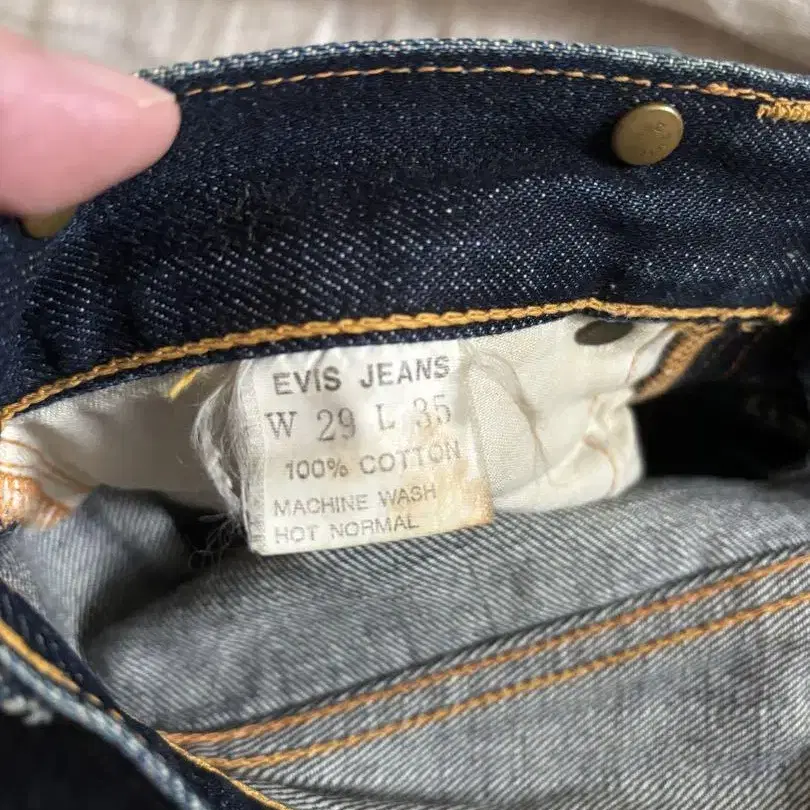 EVIS JEANS
W 29 L 35
100% COTTON
MACHINE WASH
HOT NORMAL